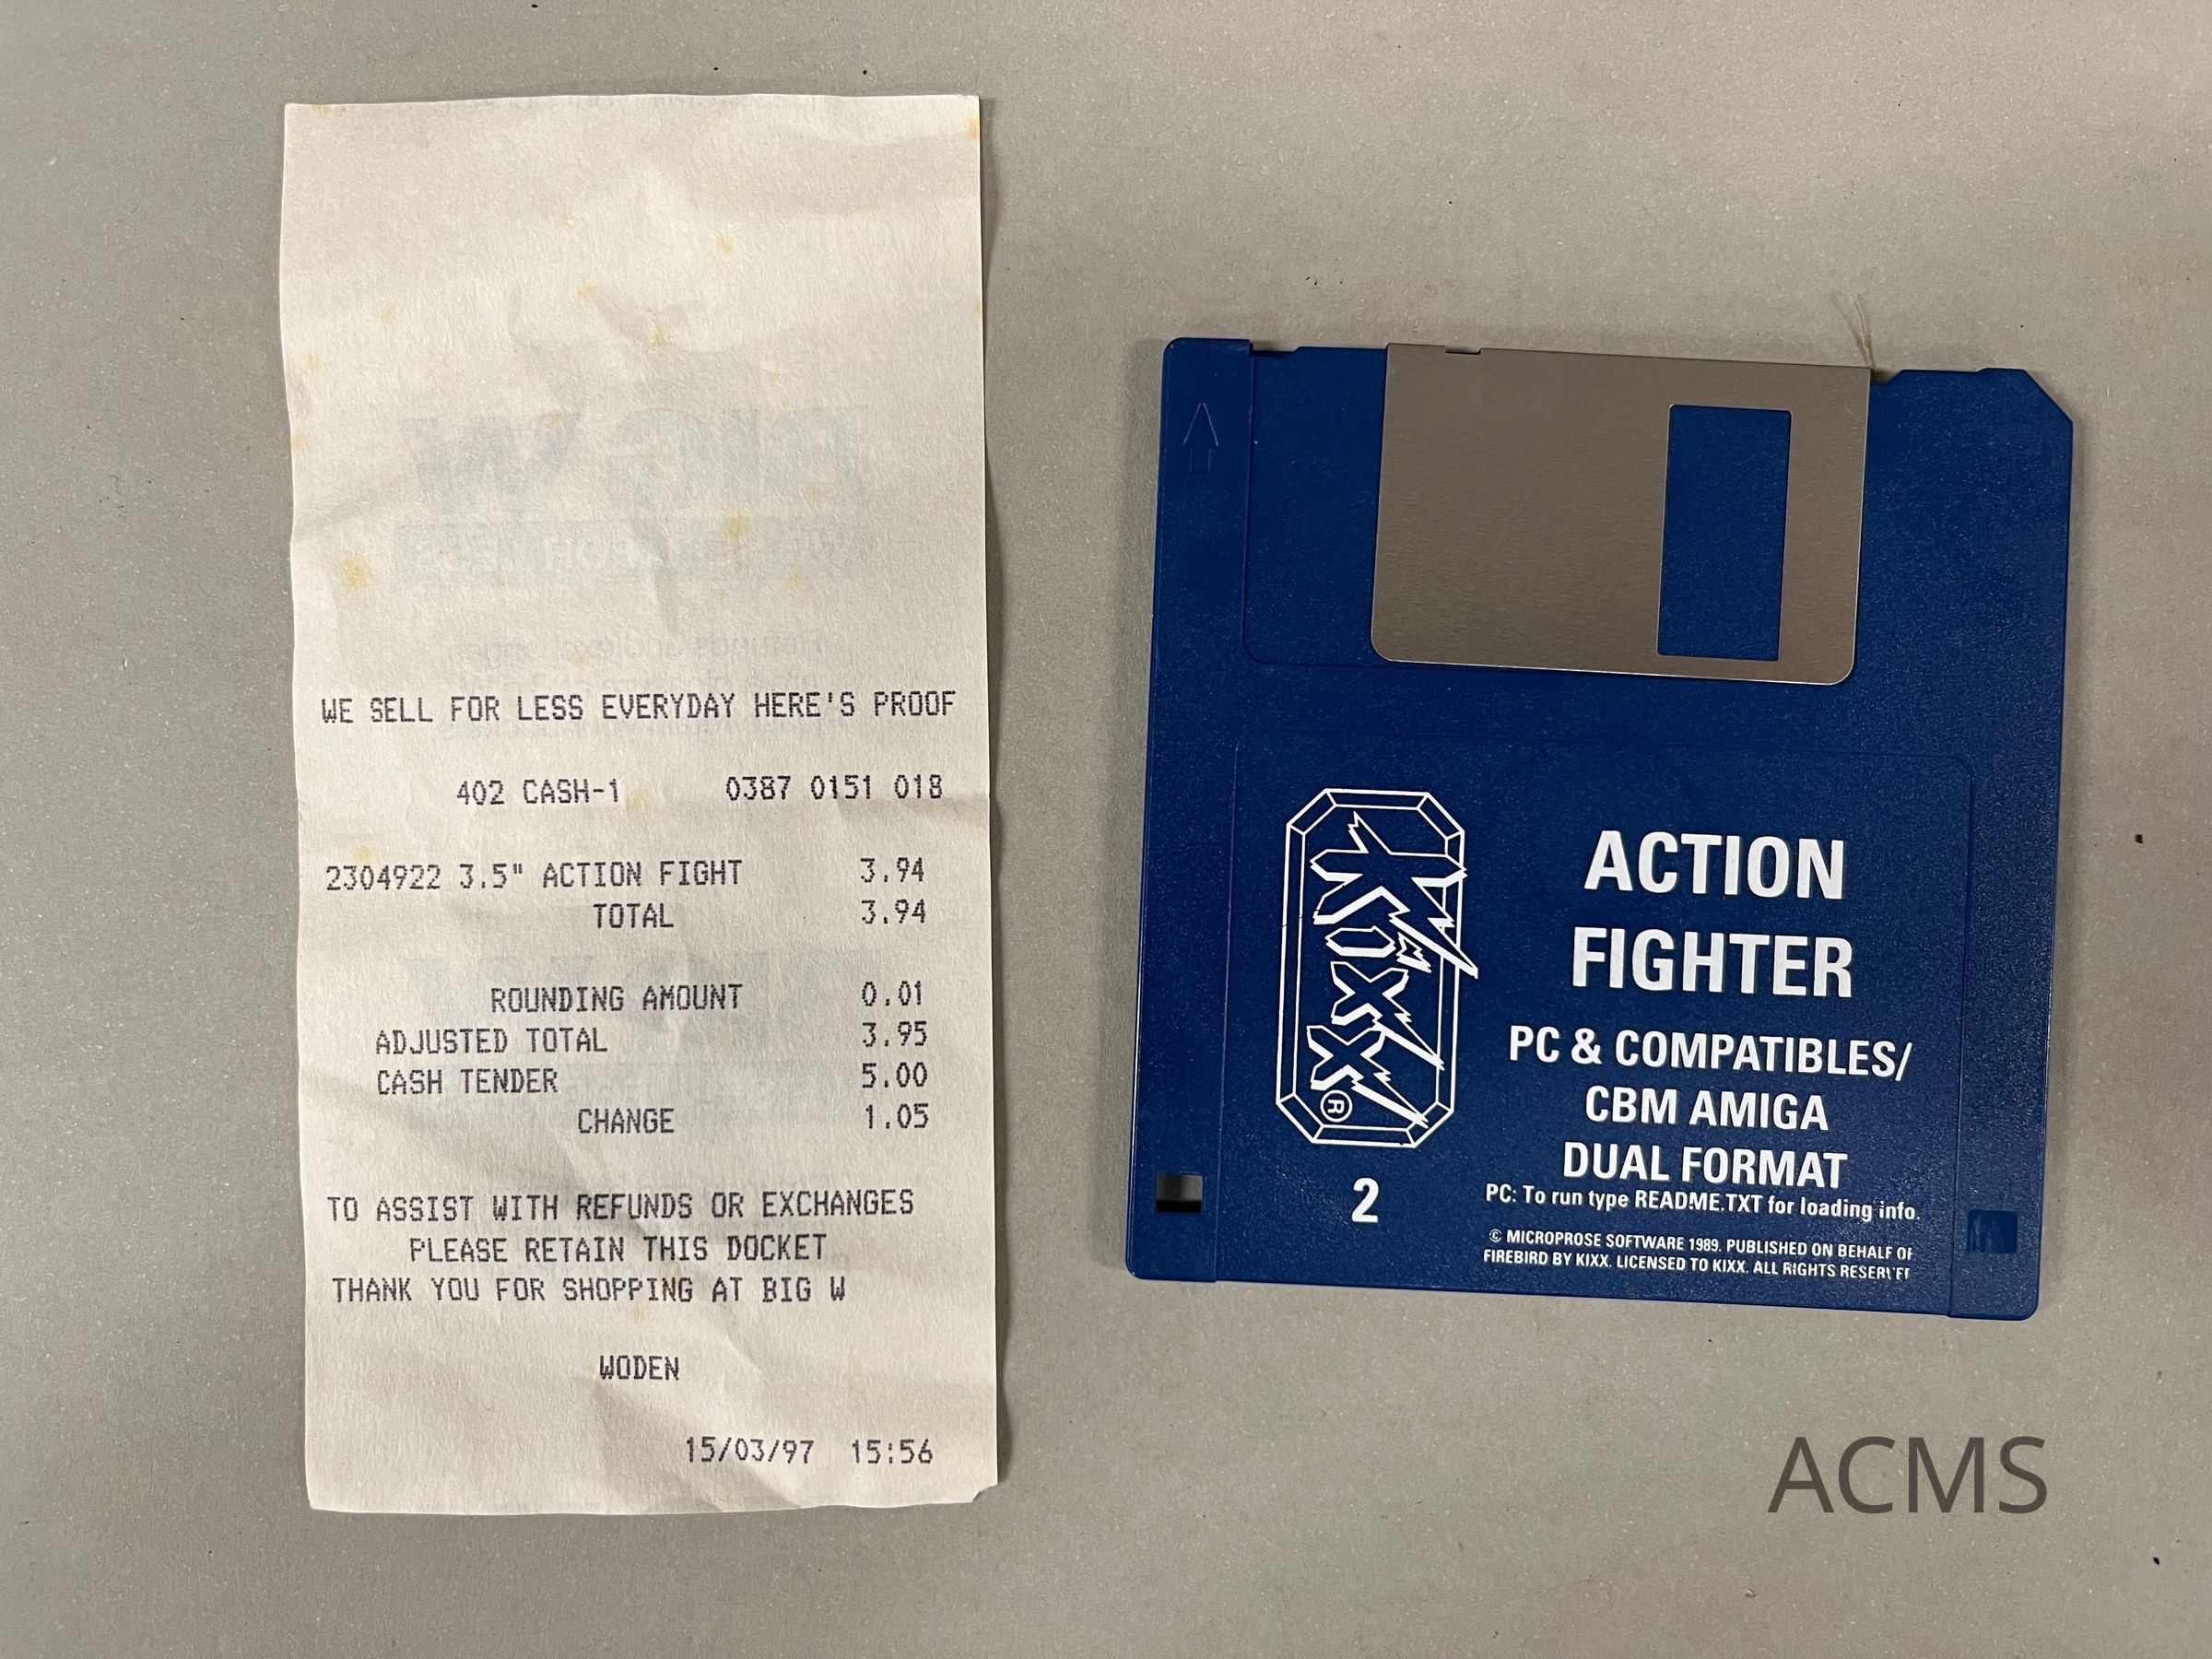 WE SELL FOR LESS EVERYDAY HERE'S PROOF
402 CASH-1 0387 0151 018
2304922 3.5" ACTION FIGHT 3.94
TOTAL 3.94
ROUNDING AMOUNT 0.01
ADJUSTED TOTAL 3.95
CASH TENDER 5.00
CHANGE 1.05
TO ASSIST WITH REFUNDS OR EXCHANGES
PLEASE RETAIN THIS DOCKET
THANK YOU FOR SHOPPING AT BIG W
WODEN
15/03/97 15:56
KIXX®
2
ACTION
FIGHTER
PC & COMPATIBLES/
CBM AMIGA
DUAL FORMAT
PC: To run type README.TXT for loading info.
© MICROPROSE SOFTWARE 1989. PUBLISHED ON BEHALF OF
FIREBIRD BY KIXX. LICENSED TO KIXX. ALL RIGHTS
ACMS